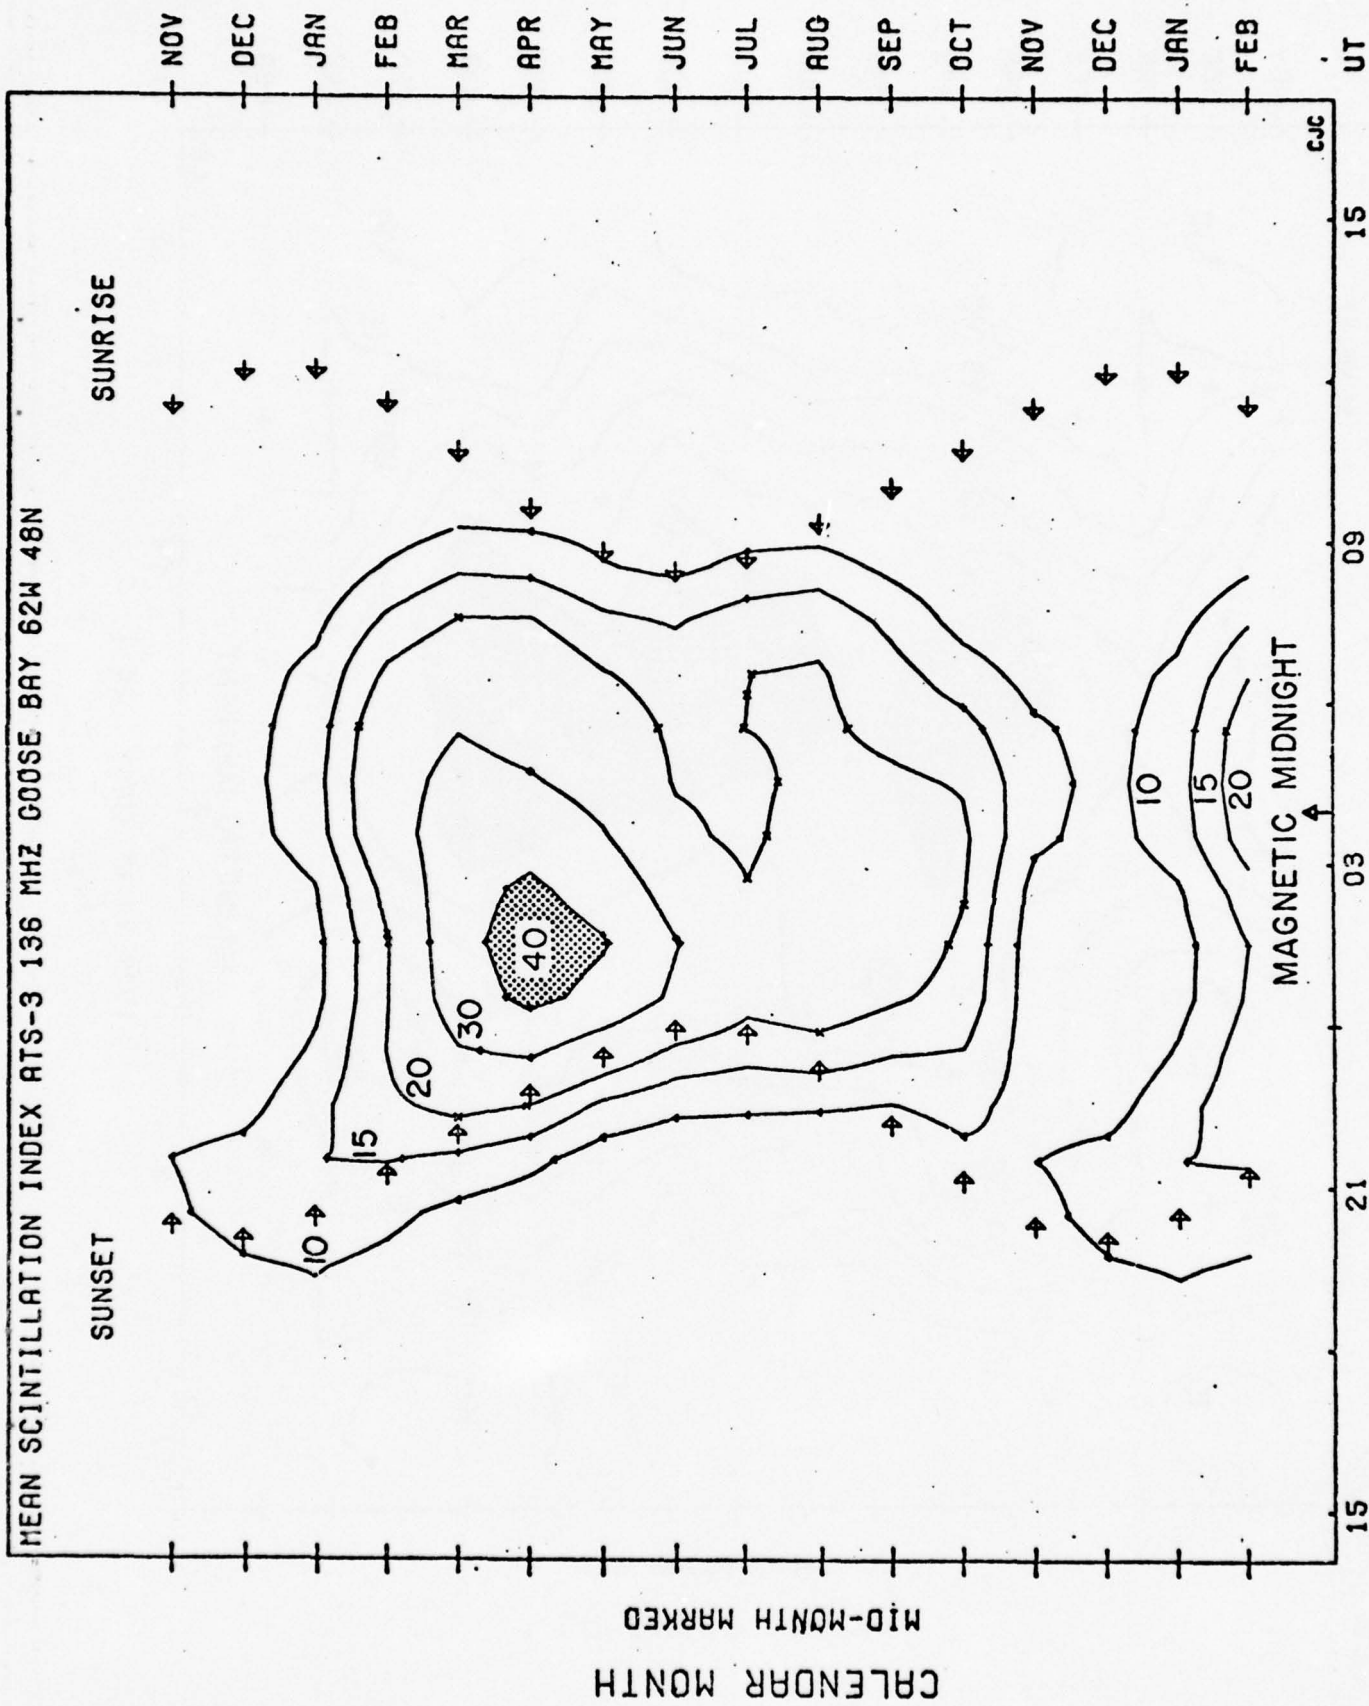 MEAN SCINTILLATION INDEX ATS-3 136 MHZ GOOSE BAY 62W 48N
SUNSET
SUNRISE
NOV
DEC
JAN
FEB
MAR
APR
MAY
JUN
JUL
AUG
SEP
OCT
NOV
DEC
JAN
FEB
10
15
20
30
40
10
15
20
MAGNETIC MIDNIGHT
CJC
15
21
03
09
15
UT
CALENDAR MONTH
MID-MONTH MARKED